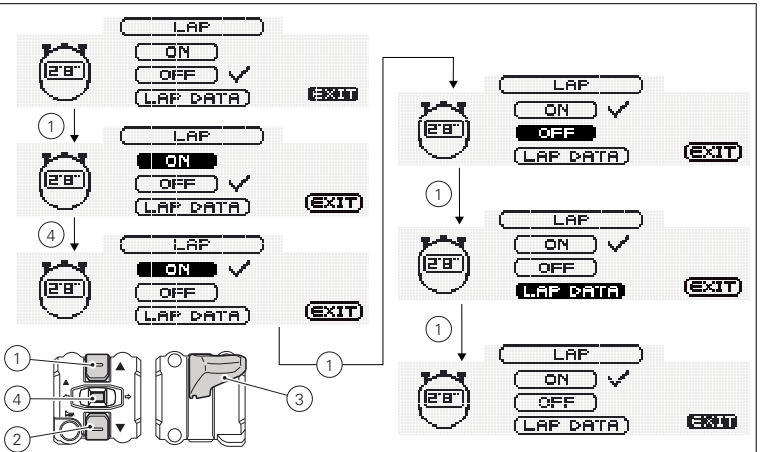 LAP
ON
OFF
LAP DATA
EXIT
2'8"
1
LAP
ON
OFF
LAP DATA
EXIT
2'8"
4
LAP
ON
OFF
LAP DATA
EXIT
2'8"
1
LAP
ON
OFF
LAP DATA
EXIT
2'8"
1
LAP
ON
OFF
LAP DATA
EXIT
2'8"
1
LAP
ON
OFF
LAP DATA
EXIT
2'8"
1
4
2
3